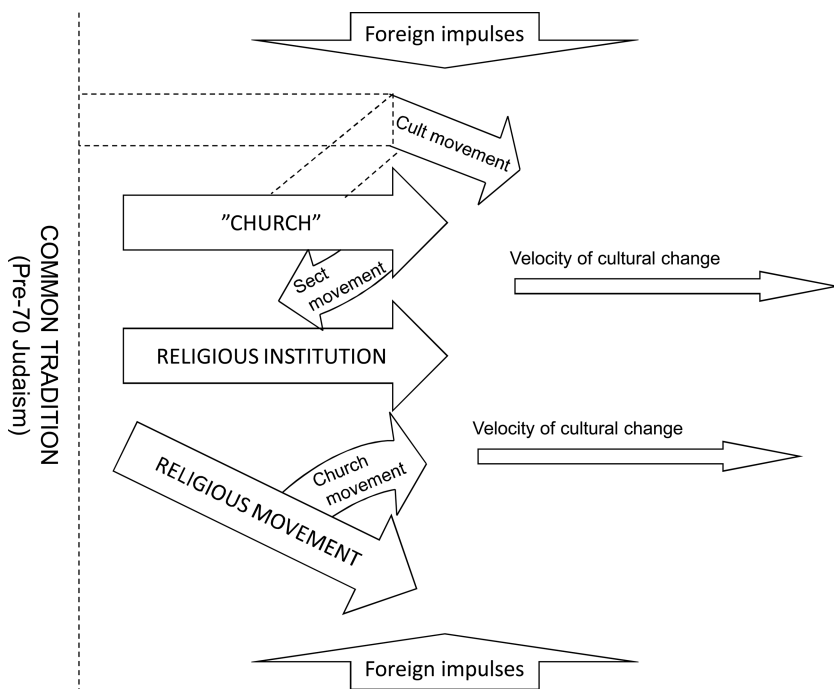 Foreign impulses
Cult movement
”CHURCH”
Sect
movement
Velocity of cultural change
COMMON TRADITION
(Pre-70 Judaism)
RELIGIOUS INSTITUTION
Velocity of cultural change
Church
movement
RELIGIOUS MOVEMENT
Foreign impulses